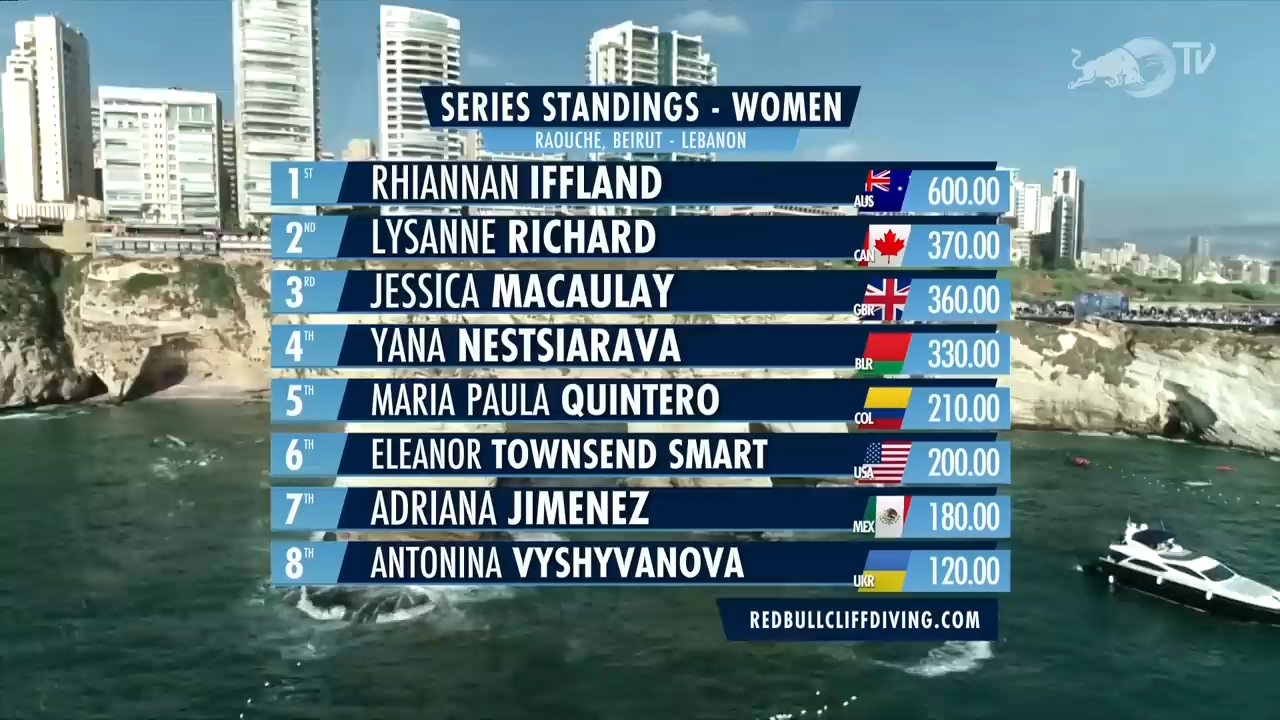 TV
SERIES STANDINGS - WOMEN
RAOUCHÉ, BEIRUT - LEBANON
1ST RHIANNAN IFFLAND AUS 600.00
2ND LYSANNE RICHARD CAN 370.00
3RD JESSICA MACAULAY GBR 360.00
4TH YANA NESTSIARAVA BLR 330.00
5TH MARIA PAULA QUINTERO COL 210.00
6TH ELEANOR TOWNSEND SMART USA 200.00
7TH ADRIANA JIMENEZ MEX 180.00
8TH ANTONINA VYSHYVANOVA UKR 120.00
REDBULLCLIFFDIVING.COM